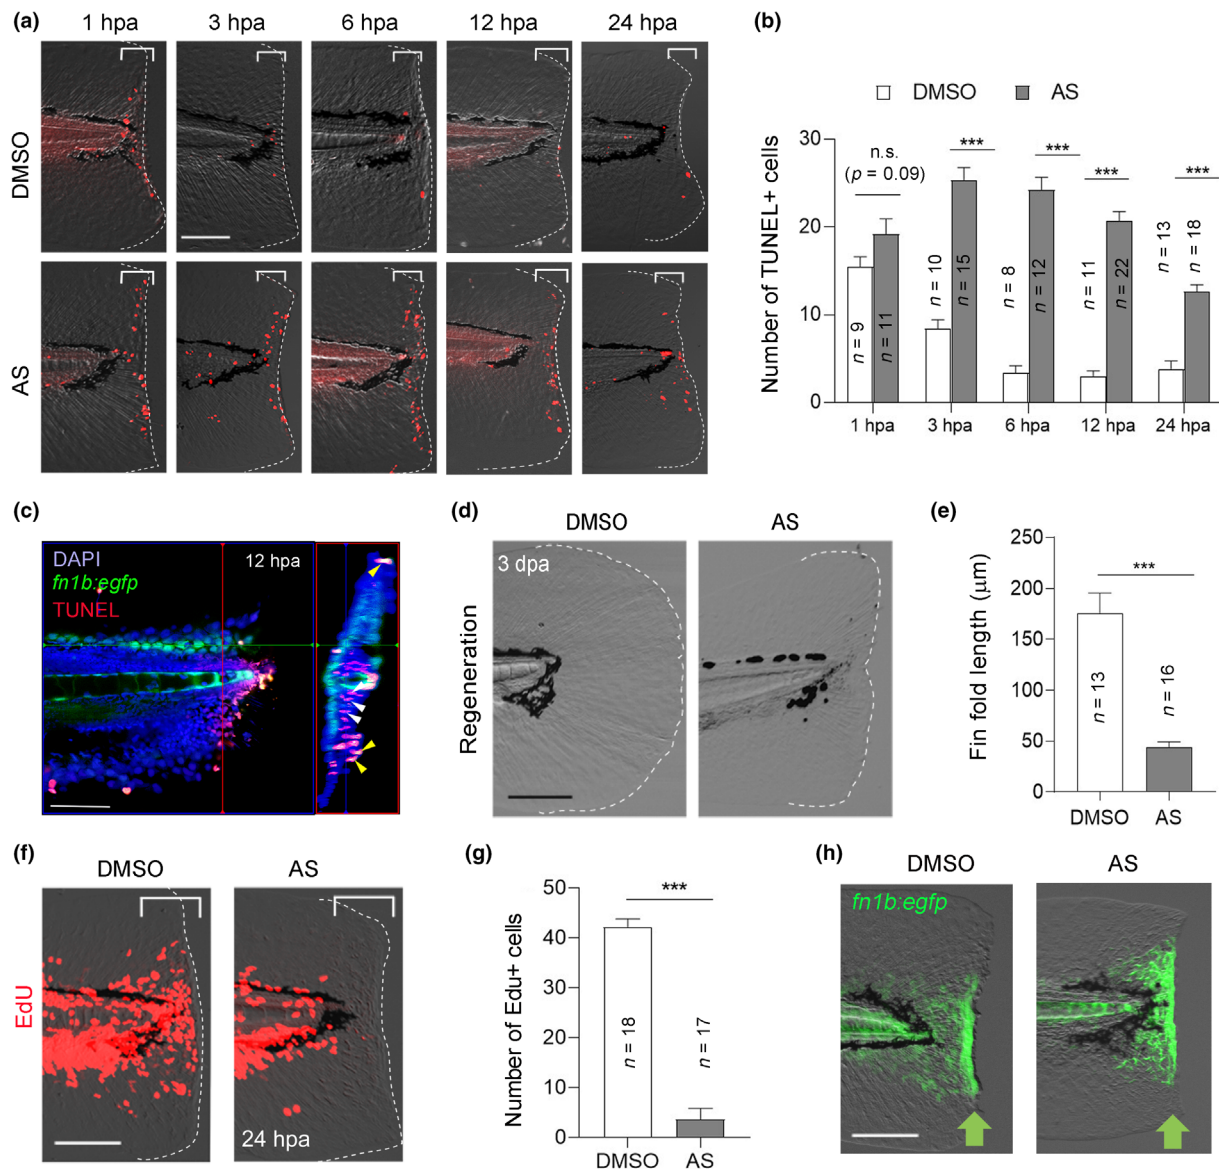 (a)
1 hpa 3 hpa 6 hpa 12 hpa 24 hpa
DMSO
AS
(b)
DMSO AS
Number of TUNEL+ cells
30
20
10
0
n.s.
(p = 0.09)
*** *** *** ***
n = 9
n = 11
n = 10
n = 15
n = 8
n = 12
n = 11
n = 22
n = 13
n = 18
1 hpa 3 hpa 6 hpa 12 hpa 24 hpa
(c)
DAPI
fn1b:egfp
TUNEL
12 hpa
(d)
DMSO AS
3 dpa
Regeneration
(e)
Fin fold length (μm)
250
200
150
100
50
0
***
n = 13
n = 16
DMSO AS
(f)
DMSO AS
EdU
24 hpa
(g)
Number of Edu+ cells
50
40
30
20
10
0
***
n = 18
n = 17
DMSO AS
(h)
DMSO AS
fn1b:egfp